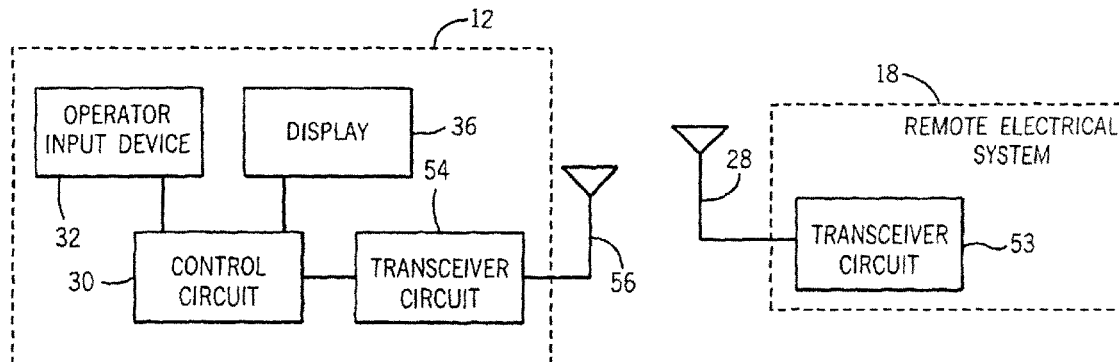 12
OPERATOR
INPUT DEVICE
DISPLAY
36
54
32
30
CONTROL
CIRCUIT
TRANSCEIVER
CIRCUIT
56
18
REMOTE ELECTRICAL
SYSTEM
28
TRANSCEIVER
CIRCUIT
53